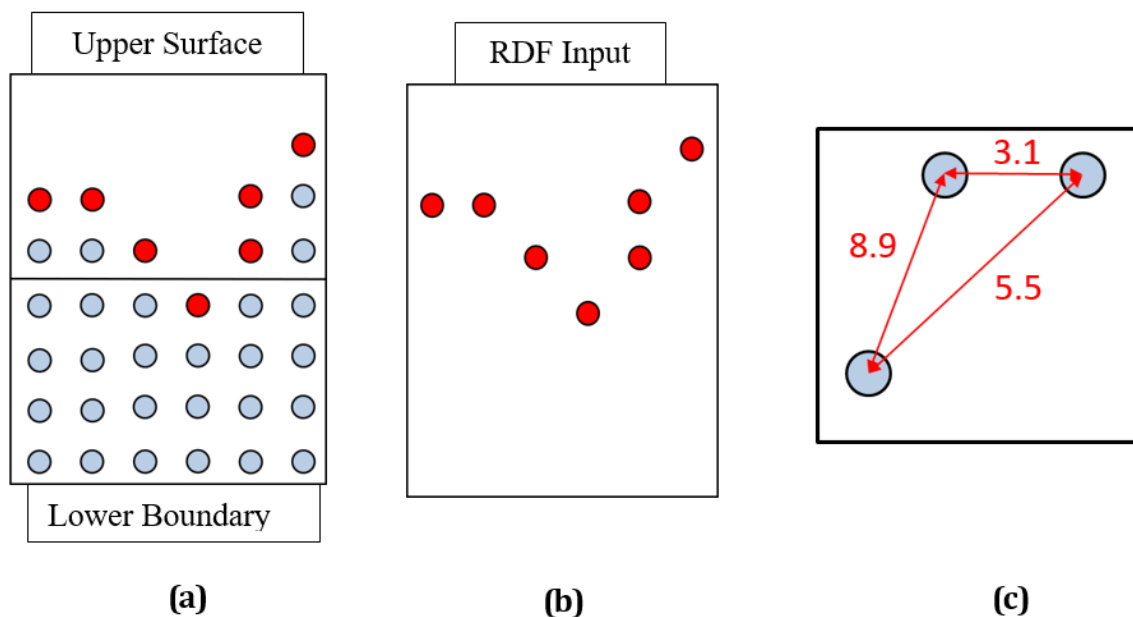 Upper Surface
RDF Input
3.1
8.9
5.5
Lower Boundary
(a)
(b)
(c)